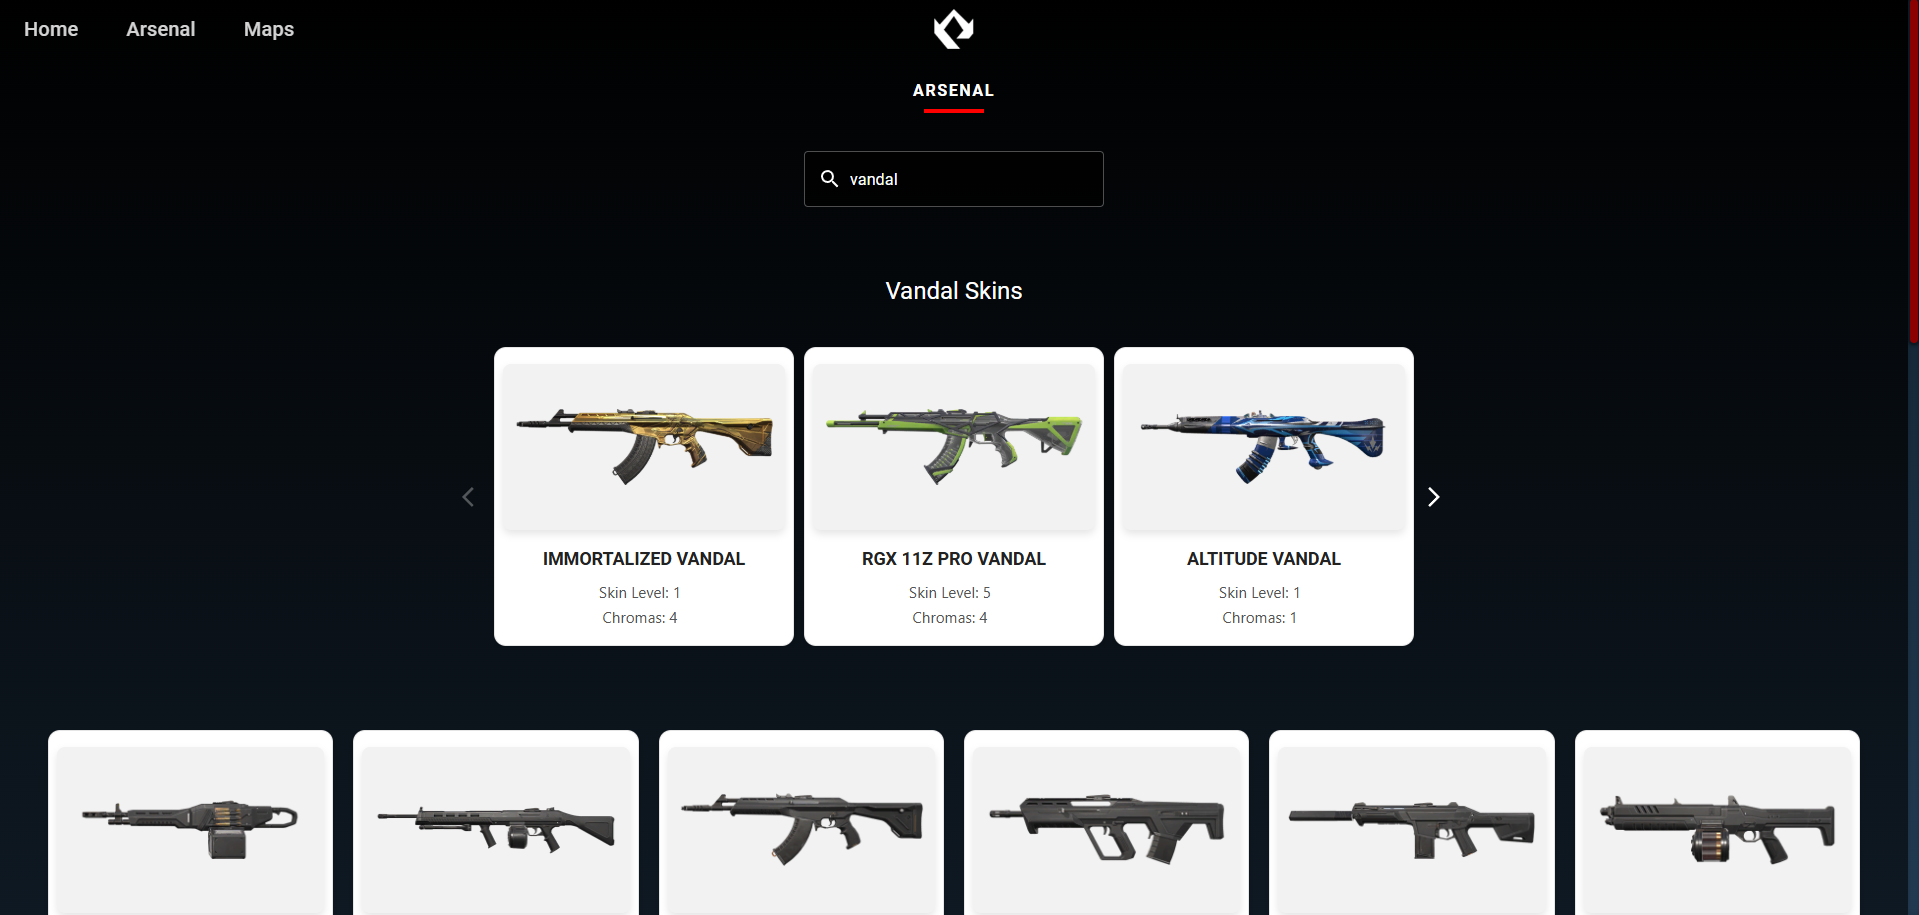 Home
Arsenal
Maps
ARSENAL
vandal
Vandal Skins
IMMORTALIZED VANDAL
Skin Level: 1
Chromas: 4
RGX 11Z PRO VANDAL
Skin Level: 5
Chromas: 4
ALTITUDE VANDAL
Skin Level: 1
Chromas: 1